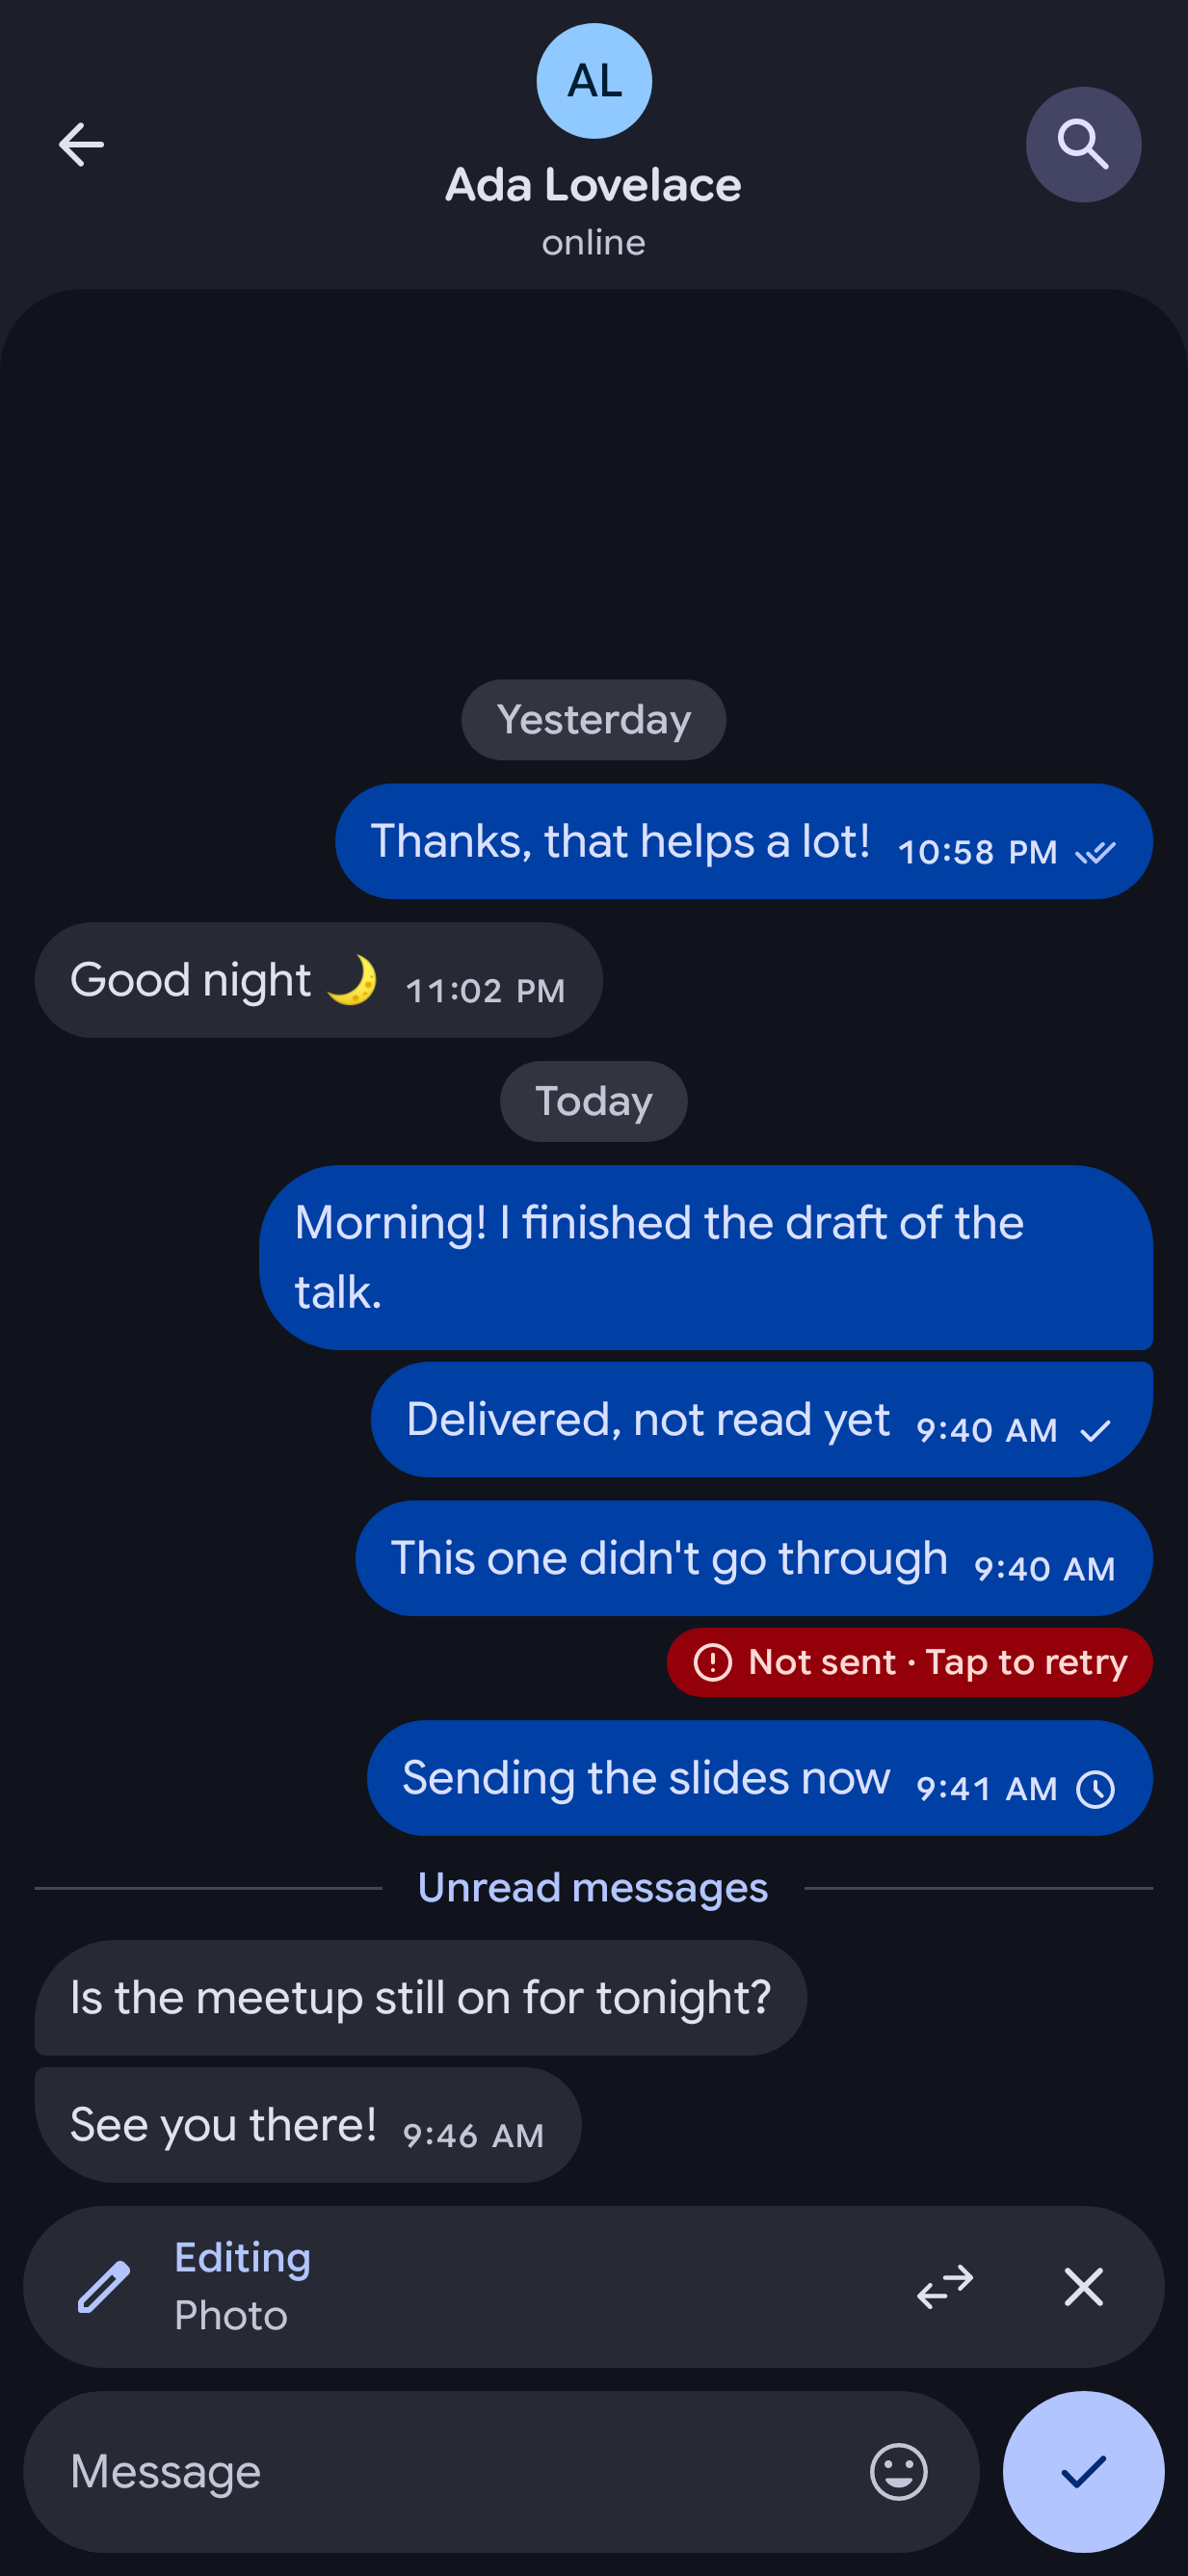 AL
Ada Lovelace
online
Yesterday
Thanks, that helps a lot! 10:58 PM
Good night 🌙 11:02 PM
Today
Morning! I finished the draft of the
talk.
Delivered, not read yet 9:40 AM
This one didn't go through 9:40 AM
Not sent · Tap to retry
Sending the slides now 9:41 AM
Unread messages
Is the meetup still on for tonight?
See you there! 9:46 AM
Editing
Photo
Message